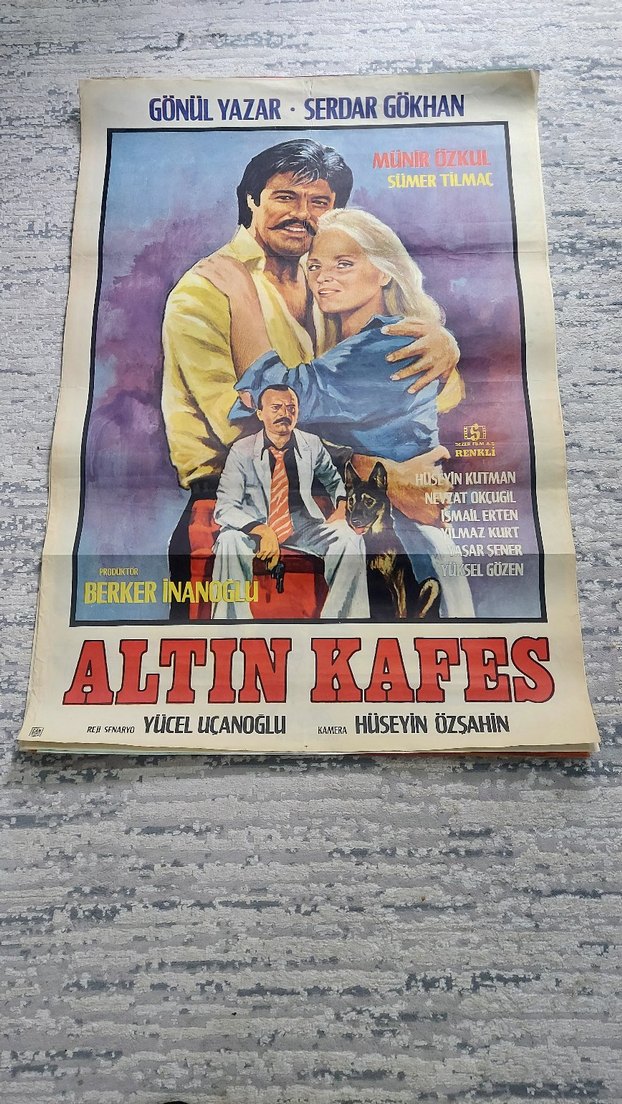 GÖNÜL YAZAR · SERDAR GÖKHAN
MÜNİR ÖZKUL
SÜMER TİLMAÇ
RENKLİ
HÜSEYİN KUTMAN
NEVZAT OKÇUGİL
İSMAİL ERTEN
YILMAZ KURT
YAŞAR ŞENER
YÜKSEL GÖZEN
PRODÜKTÖR
BERKER İNANOĞLU
ALTIN KAFES
REJİ SENARYO YÜCEL UÇANOĞLU KAMERA HÜSEYİN ÖZŞAHİN